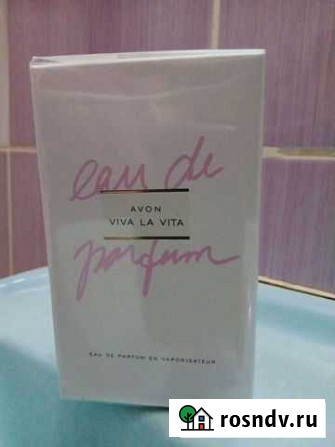 eau de
AVON
VIVA LA VITA
parfum
EAU DE PARFUM EN VAPORISATEUR
rosndv.ru